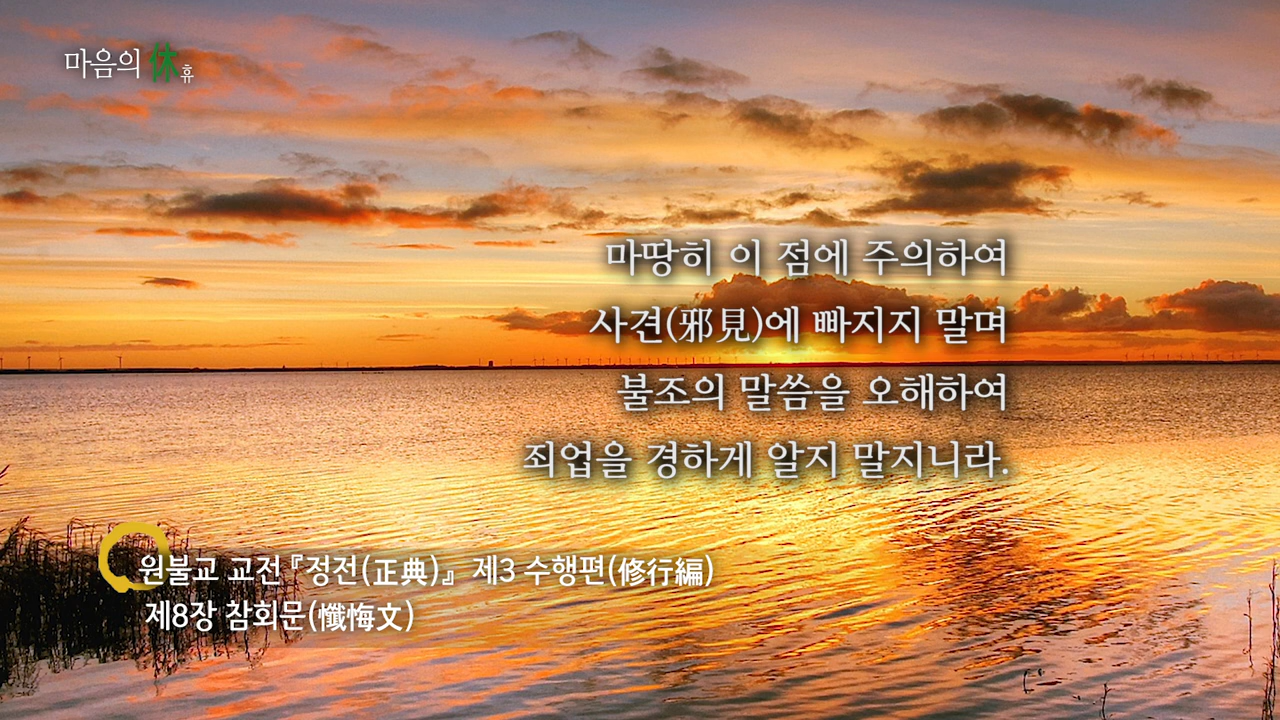 마음의 休휴
마땅히 이 점에 주의하여
사견(邪見)에 빠지지 말며
불조의 말씀을 오해하여
죄업을 경하게 알지 말지니라.
원불교 교전 『정전(正典)』 제3 수행편(修行編)
제8장 참회문(懺悔文)